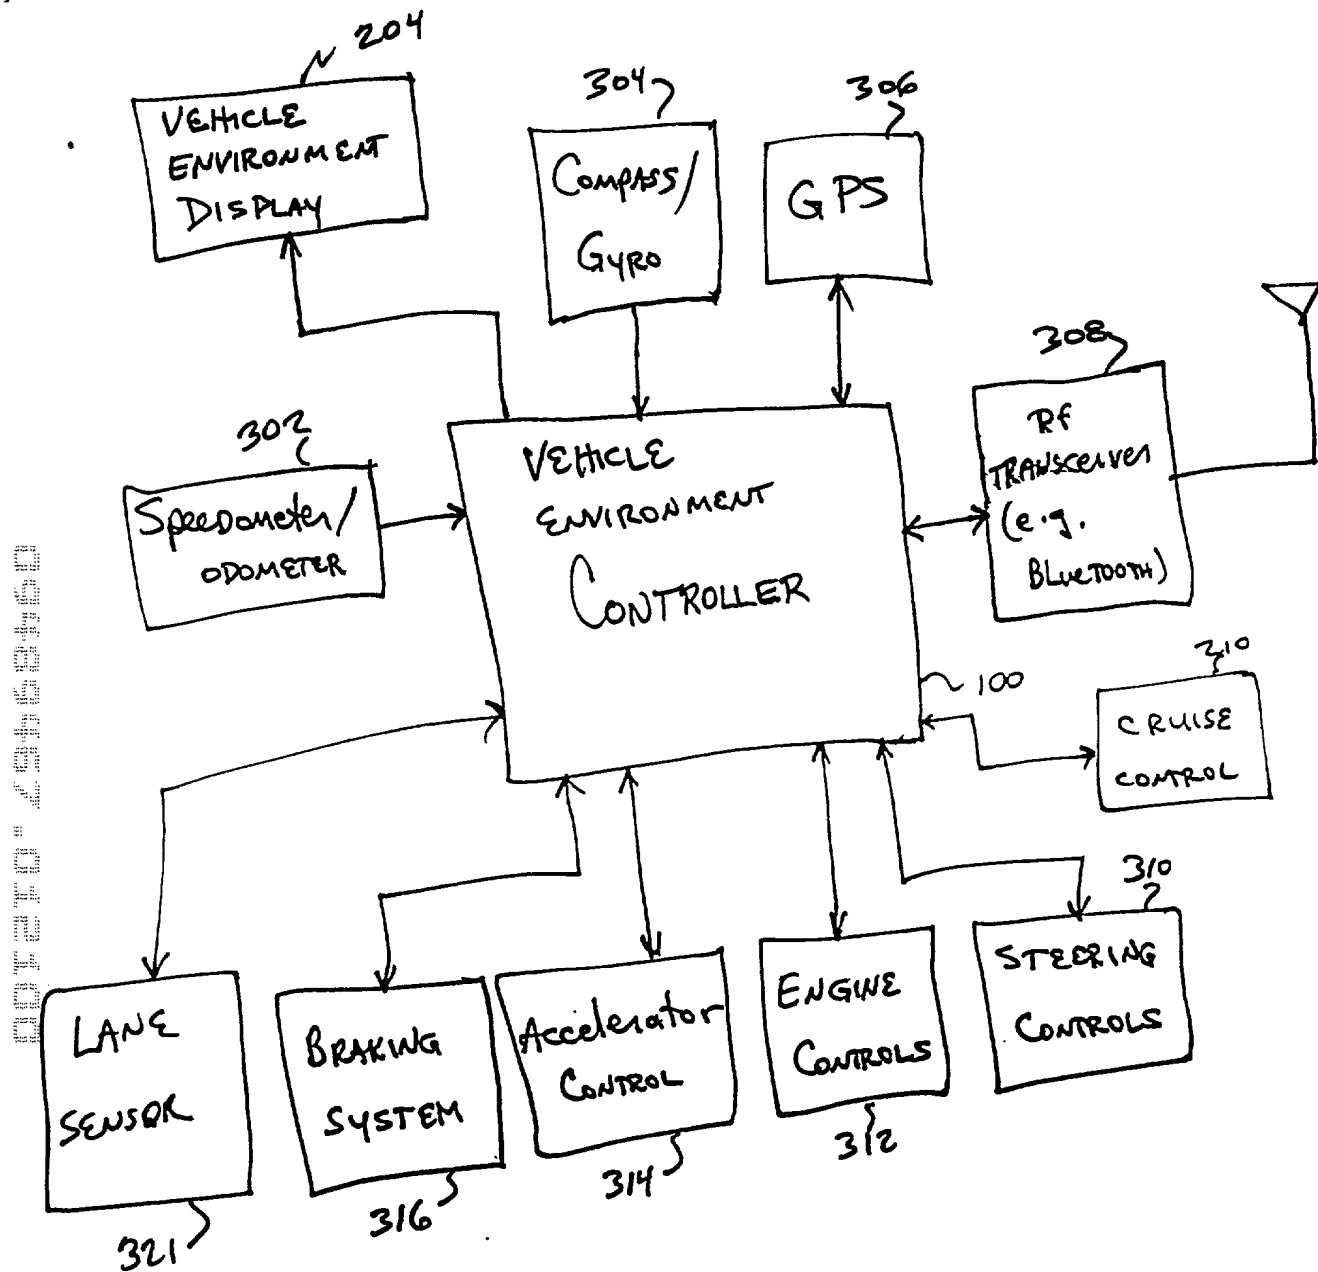 204
VEHICLE
ENVIRONMENT
DISPLAY
304
COMPASS/
GYRO
306
GPS
308
Rf
TRANSCEIVER
(e.g.
BLUETOOTH)
302
Speedometer/
ODOMETER
VEHICLE
ENVIRONMENT
CONTROLLER
100
210
CRUISE
CONTROL
310
STEERING
CONTROLS
ENGINE
CONTROLS
312
Accelerator
CONTROL
314
BRAKING
SYSTEM
316
LANE
SENSOR
321